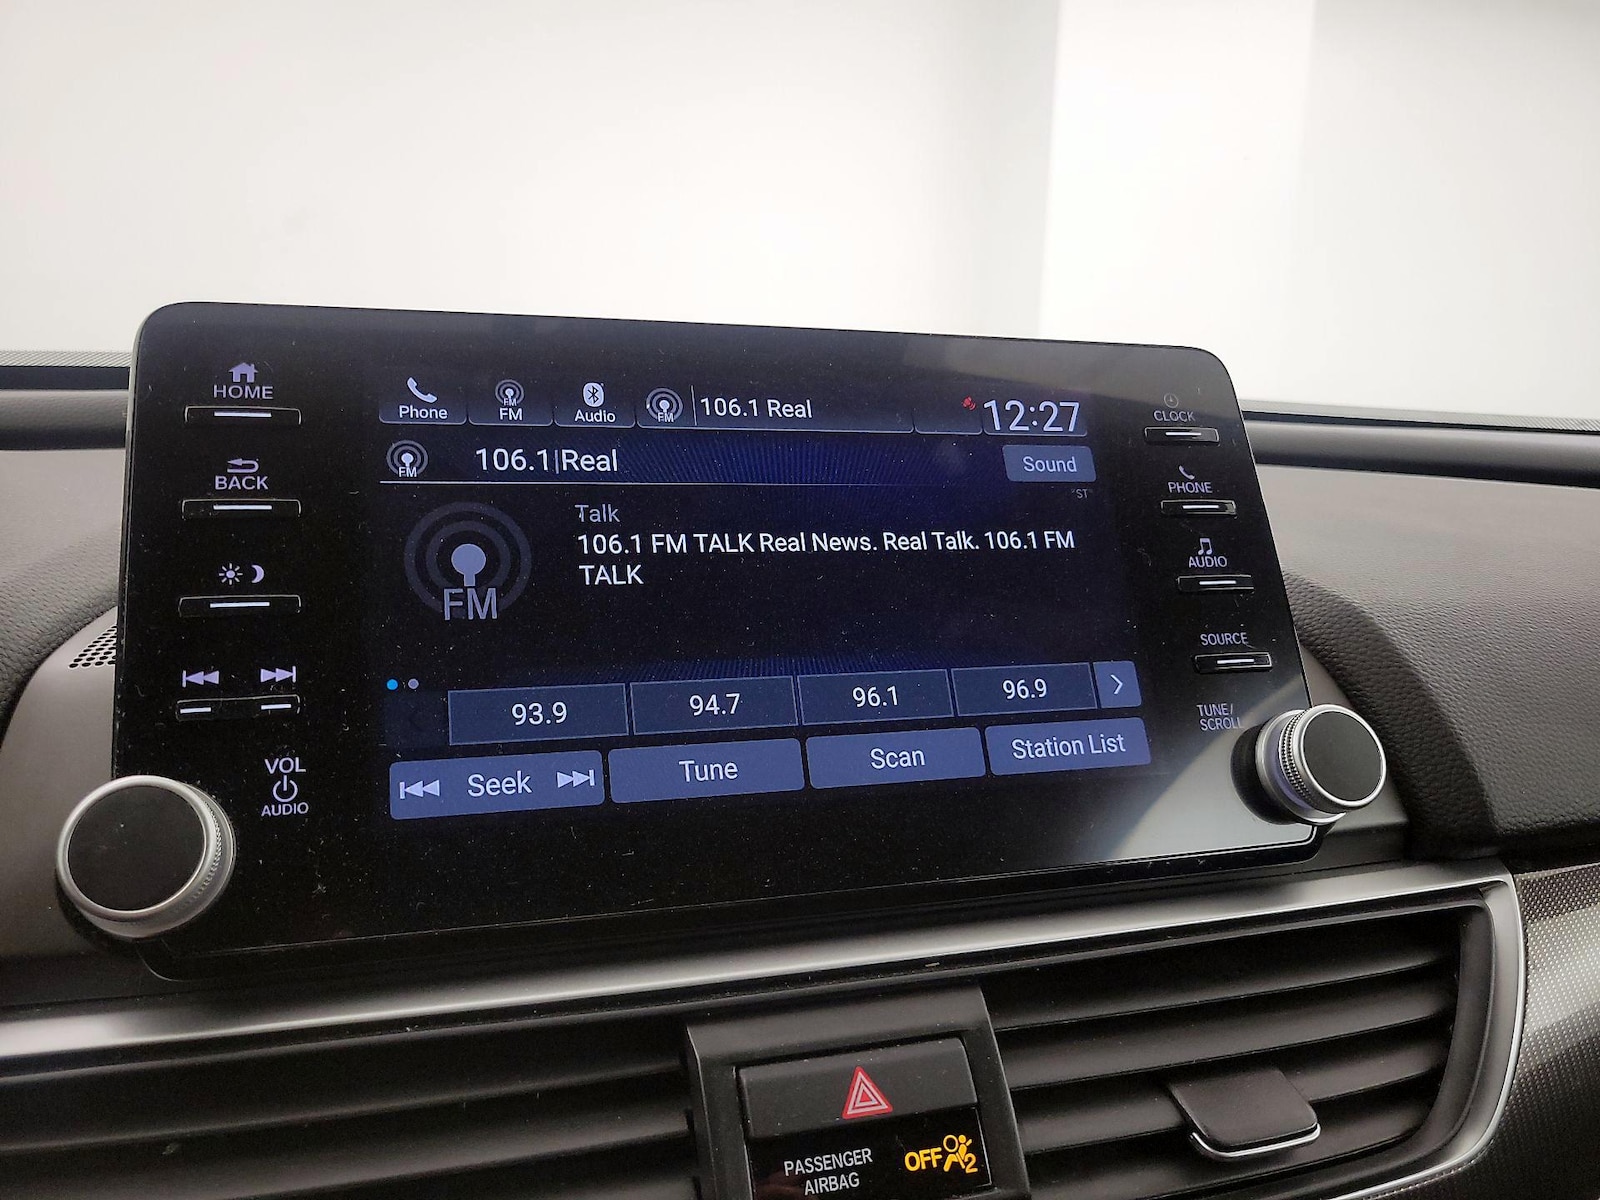 HOME
BACK
VOL
AUDIO
Phone
FM
FM
Audio
FM
106.1 Real
12:27
FM
106.1|Real
Sound
"ST"
FM
Talk
106.1 FM TALK Real News. Real Talk. 106.1 FM
TALK
93.9
94.7
96.1
96.9
Seek
Tune
Scan
Station List
CLOCK
PHONE
AUDIO
SOURCE
TUNE/
SCROLL
PASSENGER
AIRBAG
OFF
2